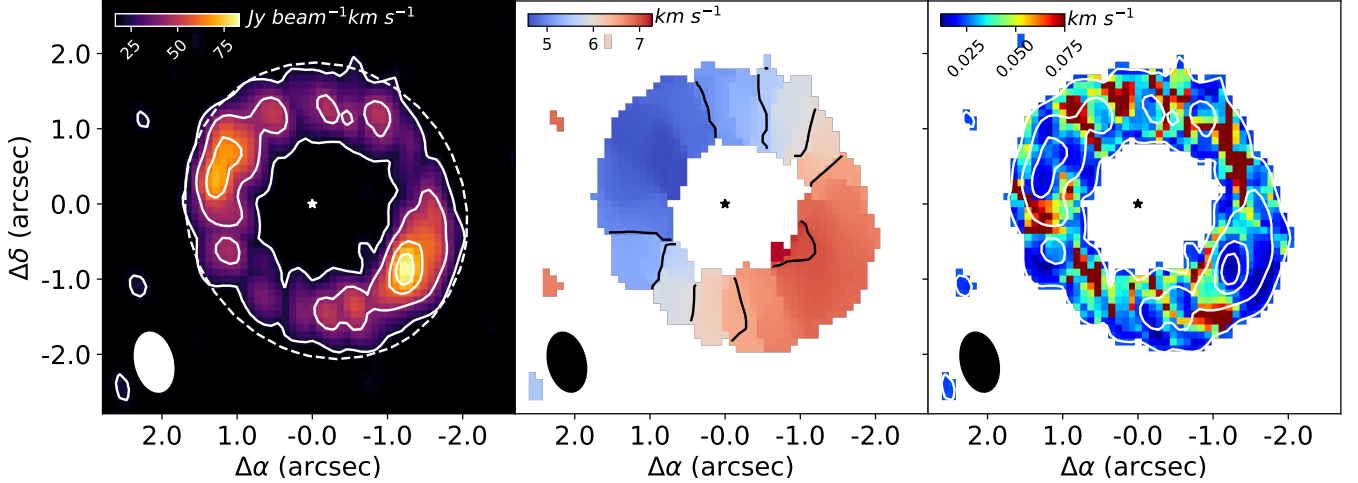 Jy beam⁻¹km s⁻¹
25 50 75
km s⁻¹
5 6 7
km s⁻¹
0.025 0.050 0.075
2.0
1.0
0.0
-1.0
-2.0
Δδ (arcsec)
2.0 1.0 -0.0 -1.0 -2.0
Δα (arcsec)
2.0 1.0 -0.0 -1.0 -2.0
Δα (arcsec)
2.0 1.0 -0.0 -1.0 -2.0
Δα (arcsec)